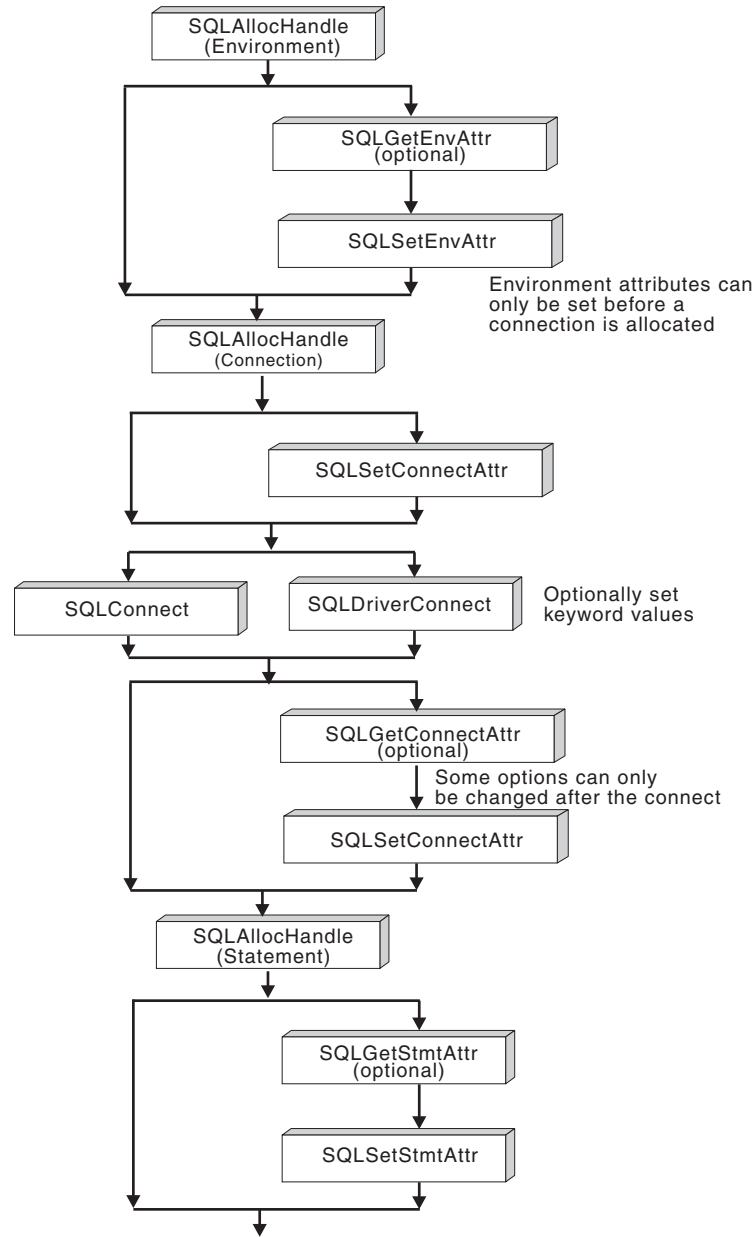 SQLAllocHandle
(Environment)
SQLGetEnvAttr
(optional)
SQLSetEnvAttr
Environment attributes can
only be set before a
connection is allocated
SQLAllocHandle
(Connection)
SQLSetConnectAttr
SQLConnect
SQLDriverConnect
Optionally set
keyword values
SQLGetConnectAttr
(optional)
Some options can only
be changed after the connect
SQLSetConnectAttr
SQLAllocHandle
(Statement)
SQLGetStmtAttr
(optional)
SQLSetStmtAttr